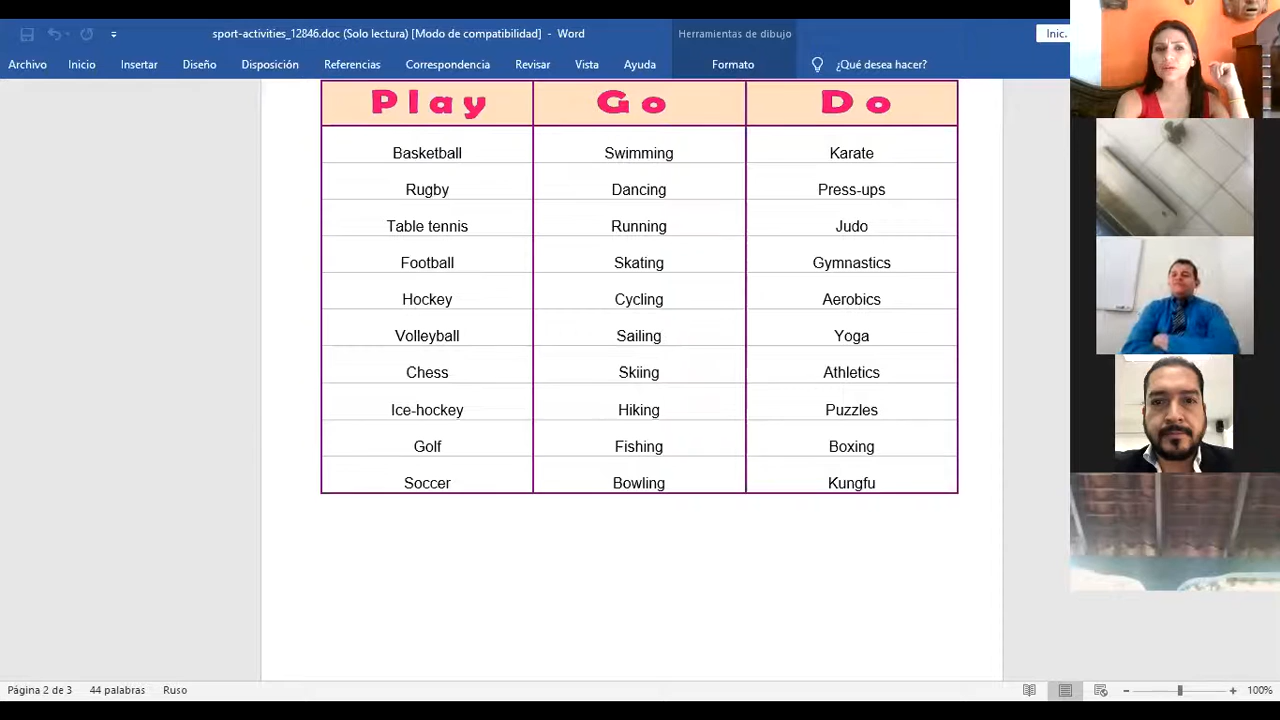 sport-activities_12846.doc (Solo lectura) [Modo de compatibilidad] - Word
Herramientas de dibujo
Inic.
Archivo Inicio Insertar Diseño Disposición Referencias Correspondencia Revisar Vista Ayuda Formato ¿Qué desea hacer?
Play Go Do
Basketball Swimming Karate
Rugby Dancing Press-ups
Table tennis Running Judo
Football Skating Gymnastics
Hockey Cycling Aerobics
Volleyball Sailing Yoga
Chess Skiing Athletics
Ice-hockey Hiking Puzzles
Golf Fishing Boxing
Soccer Bowling Kungfu
Página 2 de 3 44 palabras Ruso 100%